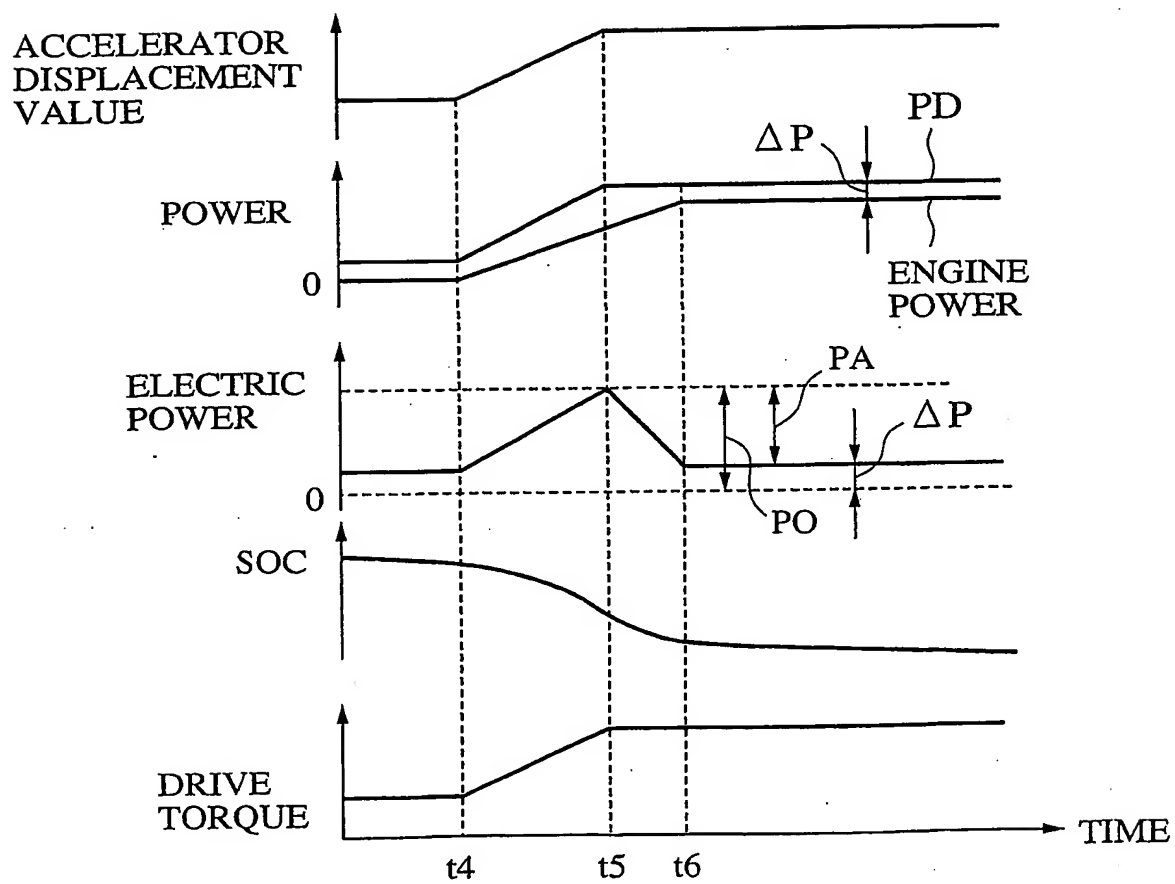 ACCELERATOR
DISPLACEMENT
VALUE
PD
ΔP
POWER
0
ENGINE
POWER
ELECTRIC
POWER
PA
ΔP
0
PO
SOC
DRIVE
TORQUE
TIME
t4 t5 t6